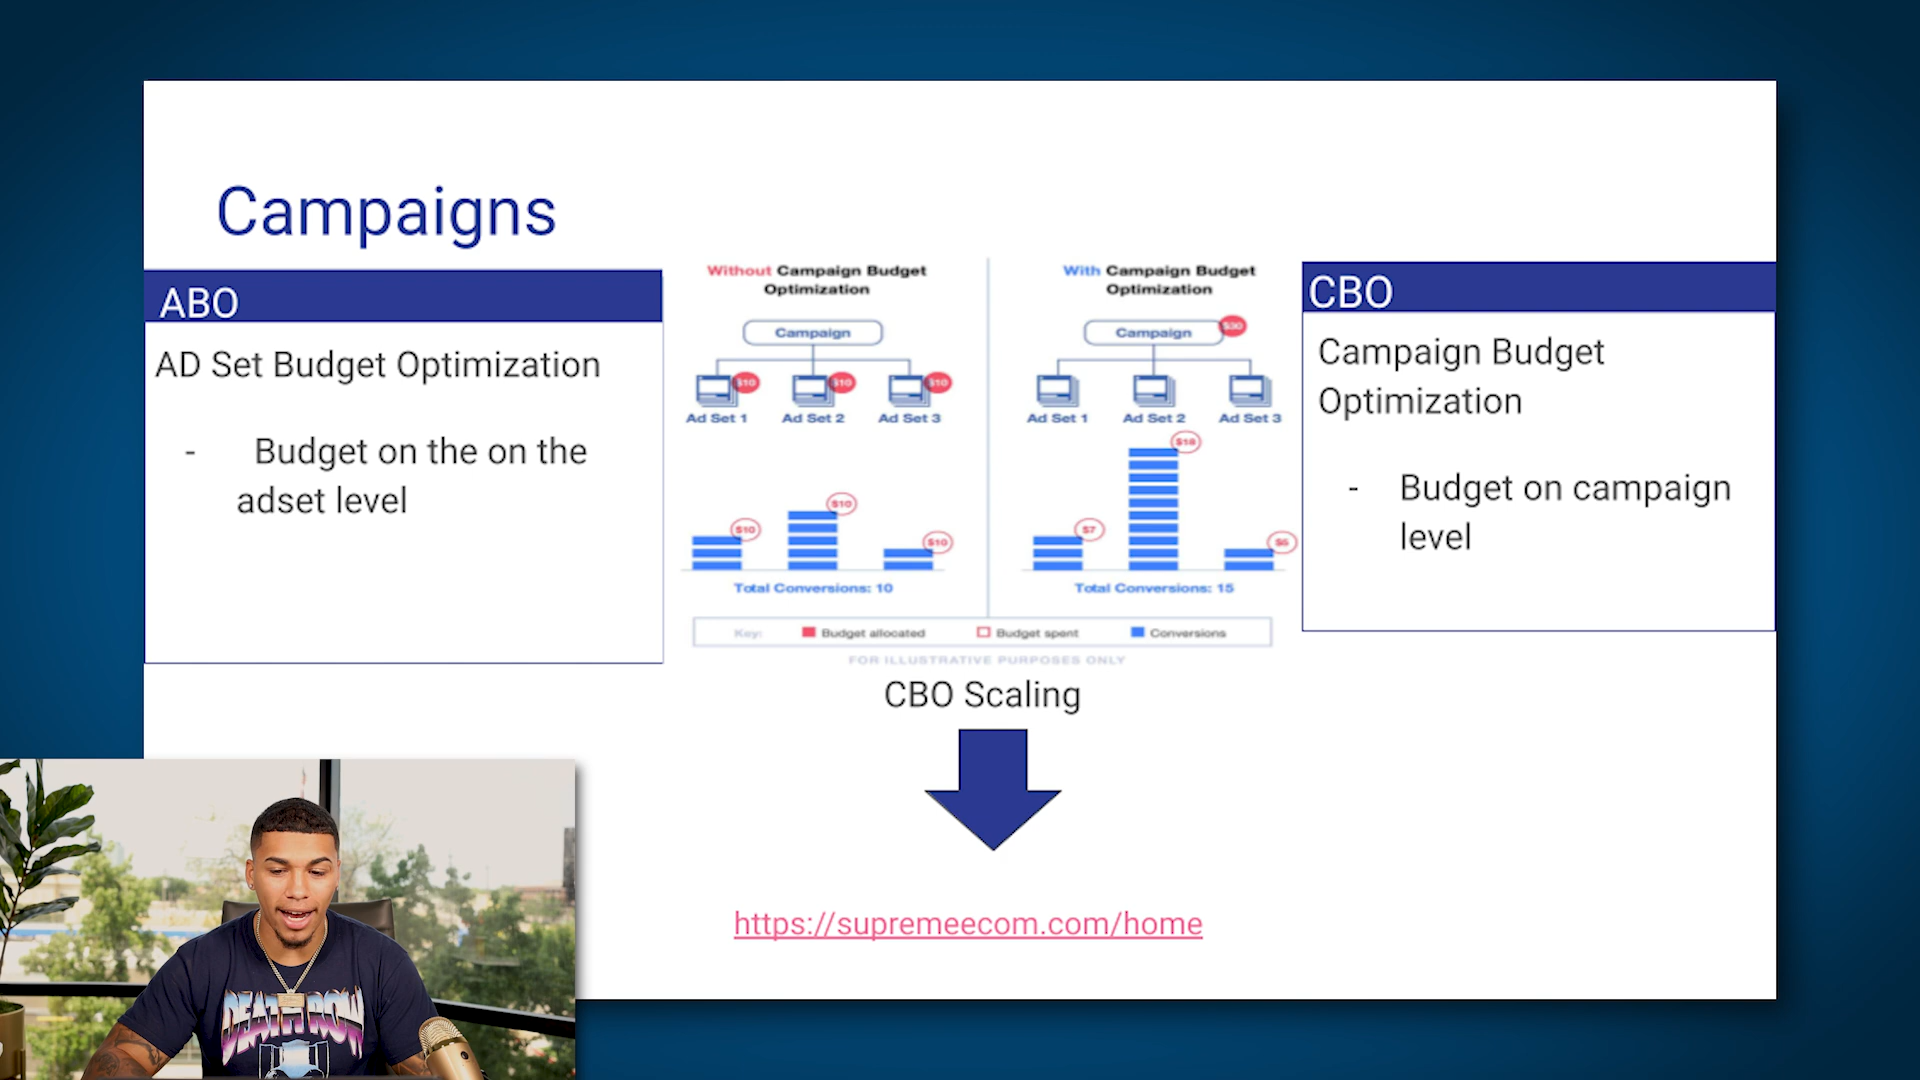 Campaigns
ABO
AD Set Budget Optimization
- Budget on the on the
adset level
Without Campaign Budget
Optimization
Campaign
$10
$10
$10
Ad Set 1
Ad Set 2
Ad Set 3
$10
$10
$10
Total Conversions: 10
With Campaign Budget
Optimization
Campaign
$30
Ad Set 1
Ad Set 2
Ad Set 3
$18
$7
$5
Total Conversions: 15
Key:
Budget allocated
Budget spent
Conversions
FOR ILLUSTRATIVE PURPOSES ONLY
CBO
Campaign Budget
Optimization
- Budget on campaign
level
CBO Scaling
https://supremeecom.com/home
DEATH ROW